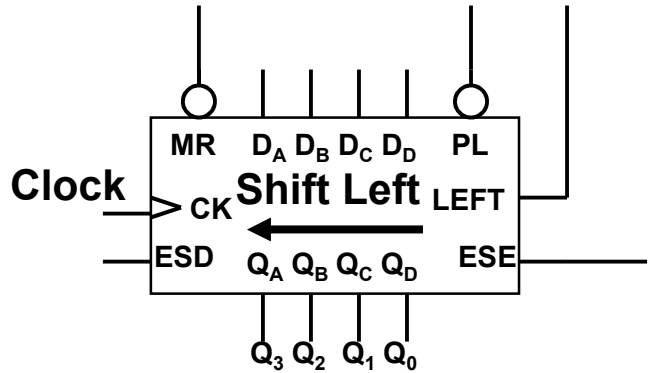 MR D_A D_B D_C D_D PL
Clock
Shift Left
LEFT
CK
ESD Q_A Q_B Q_C Q_D ESE
Q_3 Q_2 Q_1 Q_0